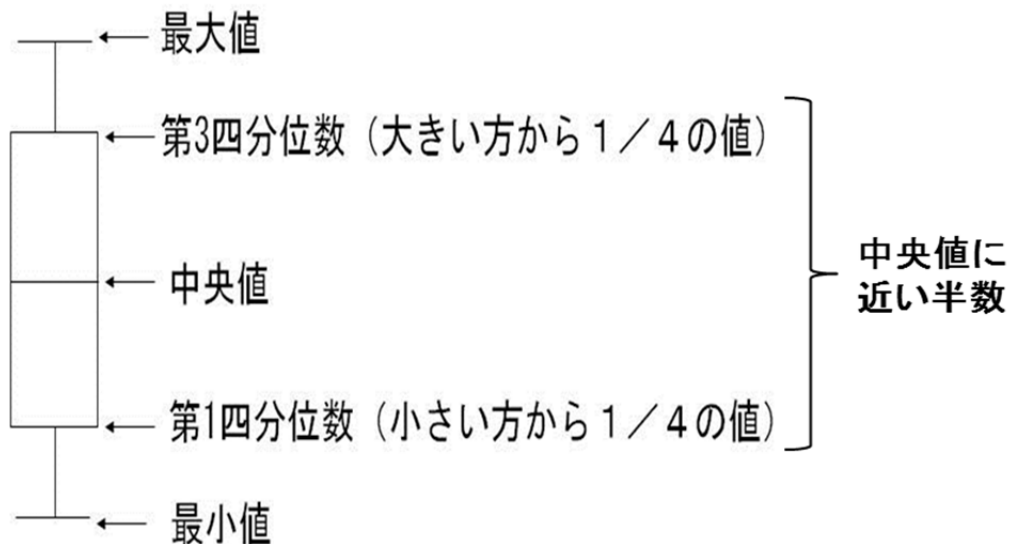 最大値
第3四分位数（大きい方から１／４の値）
中央値
中央値に
近い半数
第1四分位数（小さい方から１／４の値）
最小値